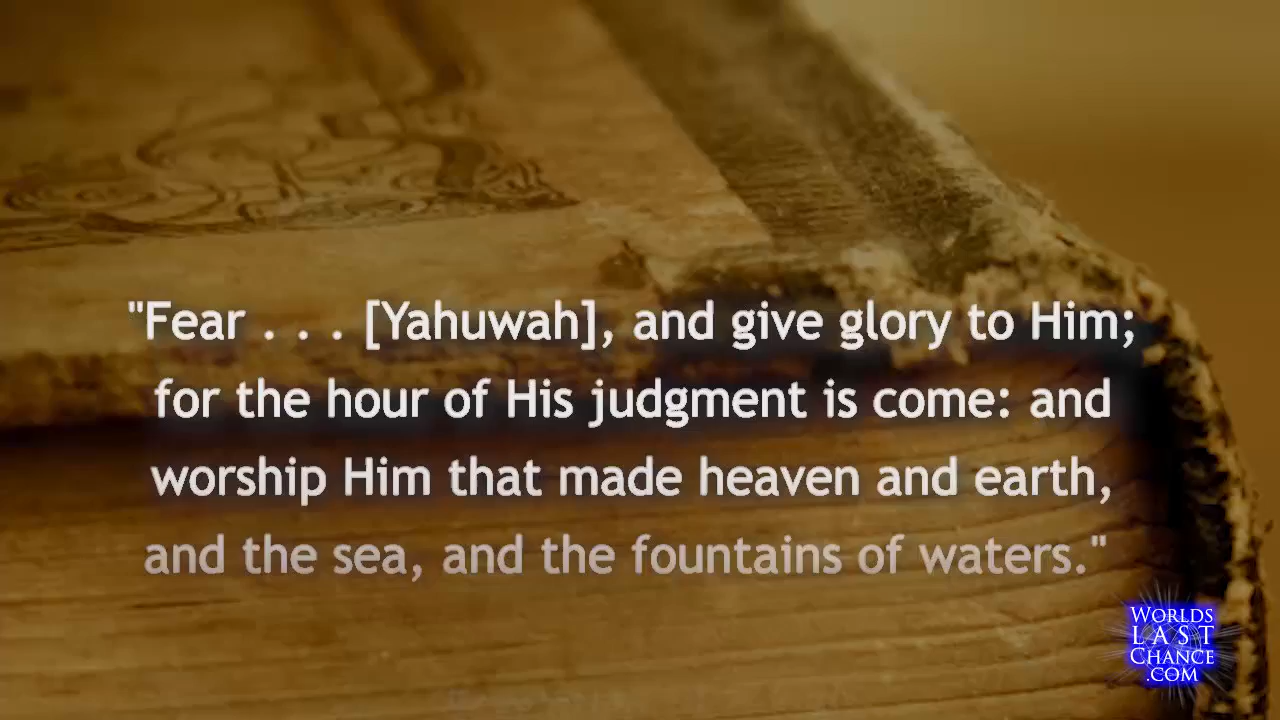 "Fear . . . [Yahuwah], and give glory to Him;
for the hour of His judgment is come: and
worship Him that made heaven and earth,
and the sea, and the fountains of waters."
WORLDS
LAST
CHANCE
.COM